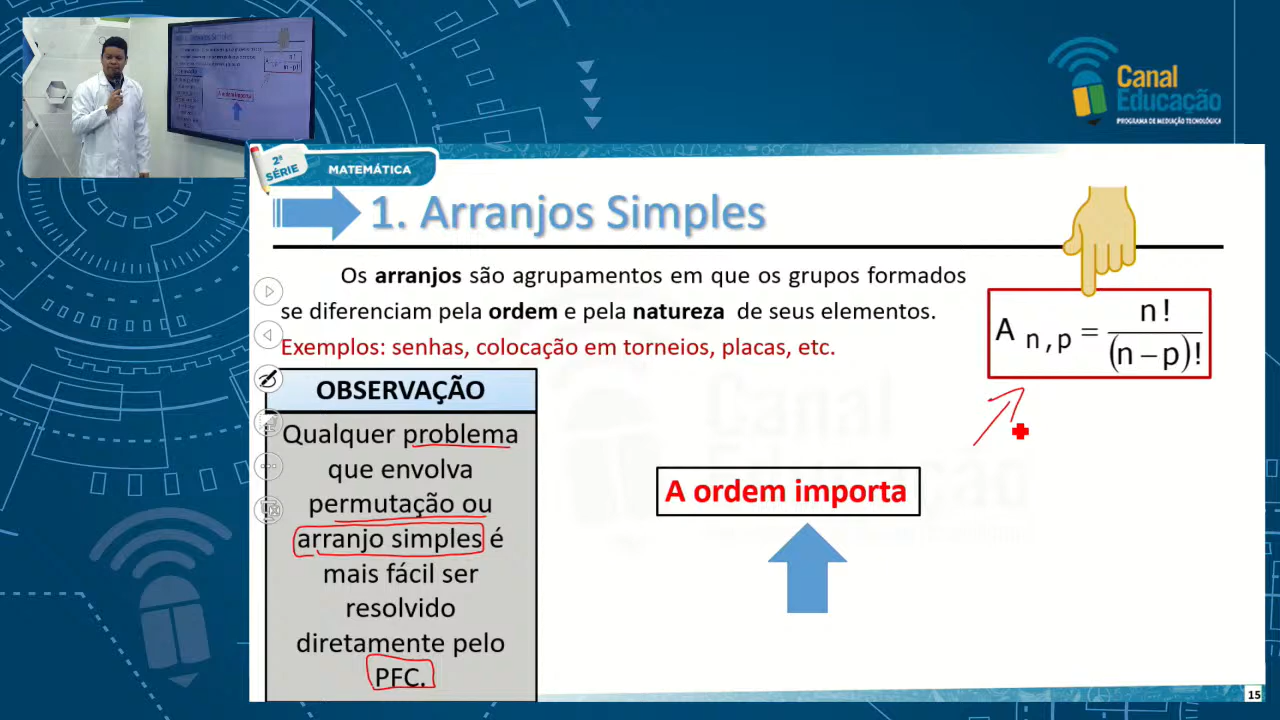 Canal
Educação
PROGRAMA DE MEDIAÇÃO TECNOLÓGICA
2ª
SÉRIE
MATEMÁTICA
1. Arranjos Simples
Os arranjos são agrupamentos em que os grupos formados
se diferenciam pela ordem e pela natureza de seus elementos.
Exemplos: senhas, colocação em torneios, placas, etc.
A n,p = n! / (n – p)!
OBSERVAÇÃO
Qualquer problema
que envolva
permutação ou
arranjo simples é
mais fácil ser
resolvido
diretamente pelo
PFC.
A ordem importa
Canal
Educação
15